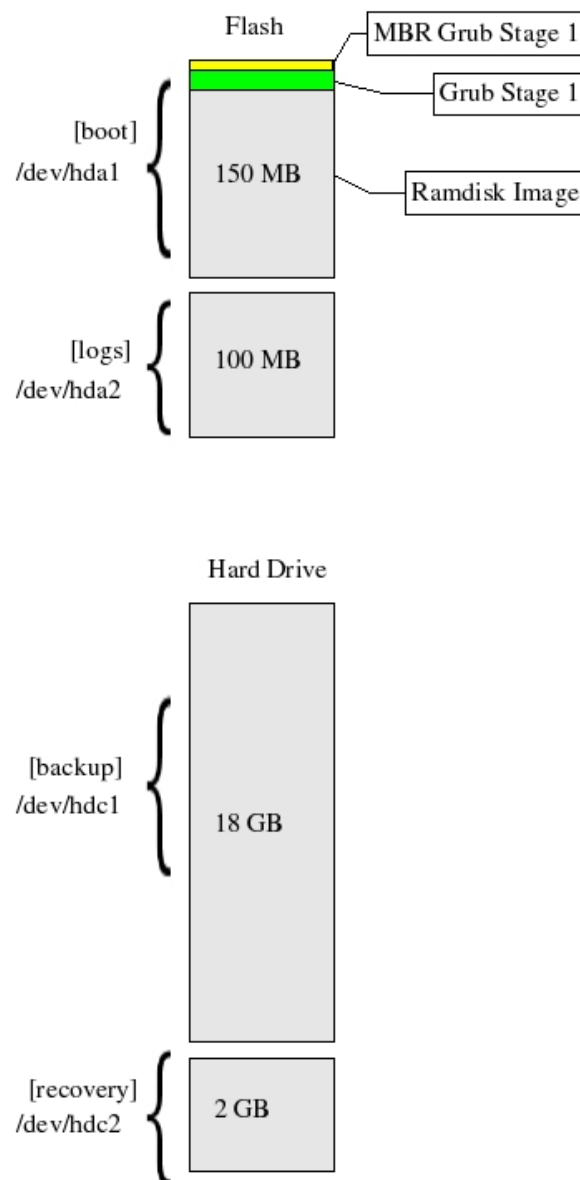 Flash
MBR Grub Stage 1
Grub Stage 1
[boot]
/dev/hda1
150 MB
Ramdisk Image
[logs]
/dev/hda2
100 MB
Hard Drive
[backup]
/dev/hdc1
18 GB
[recovery]
/dev/hdc2
2 GB